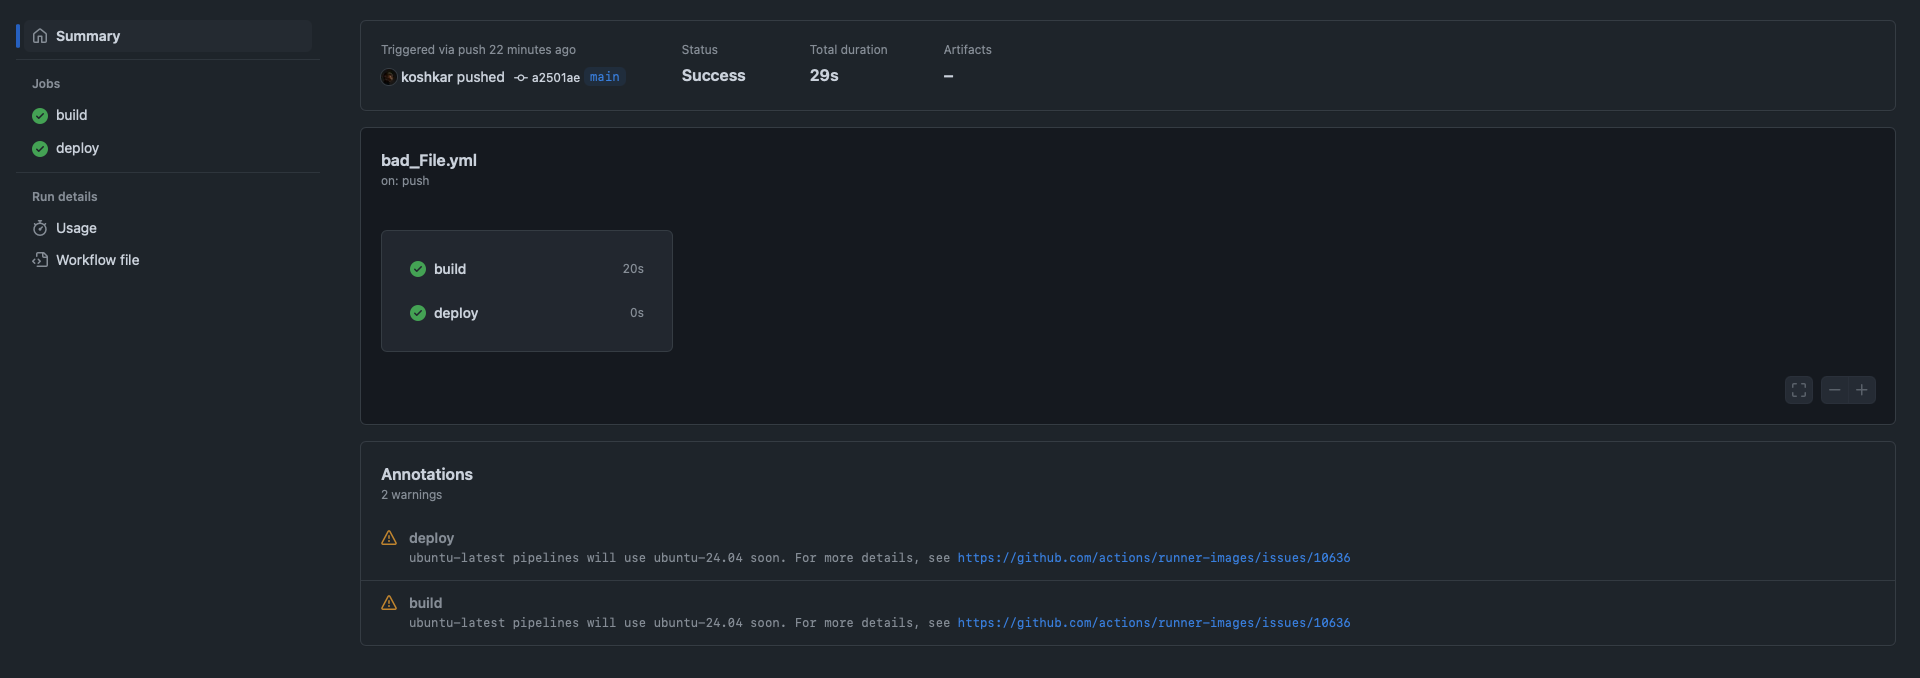 Summary
Jobs
build
deploy
Run details
Usage
Workflow file
Triggered via push 22 minutes ago
koshkar pushed a2501ae main
Status
Success
Total duration
29s
Artifacts
–
bad_File.yml
on: push
build 20s
deploy 0s
Annotations
2 warnings
deploy
ubuntu-latest pipelines will use ubuntu-24.04 soon. For more details, see https://github.com/actions/runner-images/issues/10636
build
ubuntu-latest pipelines will use ubuntu-24.04 soon. For more details, see https://github.com/actions/runner-images/issues/10636